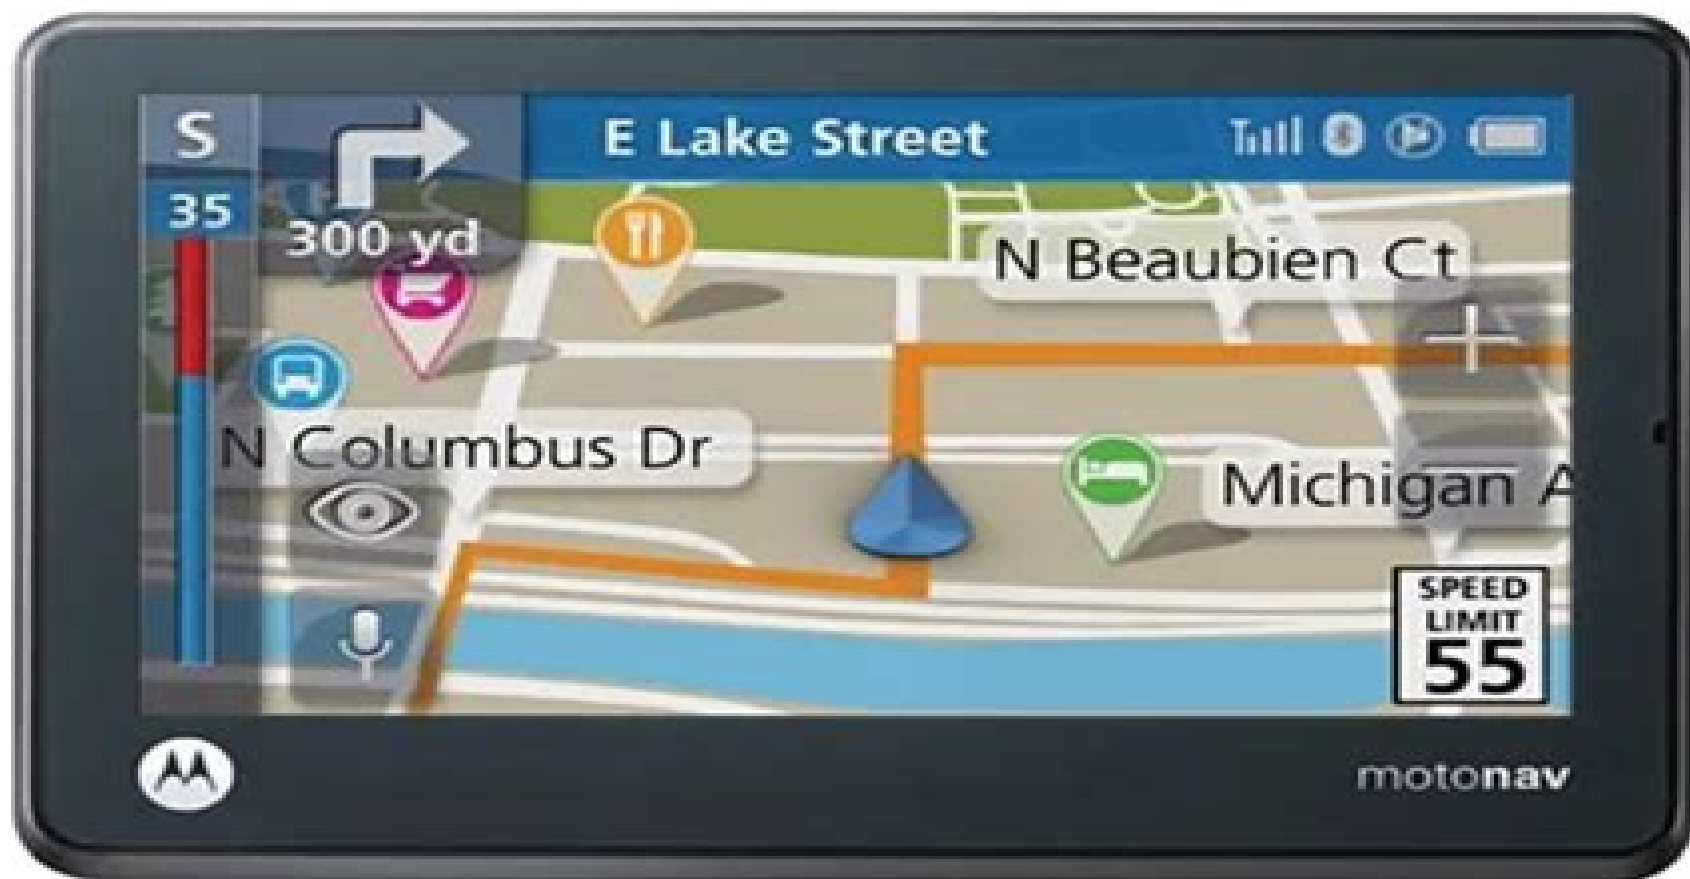 S
E Lake Street
35
300 yd
N Beaubien Ct
N Columbus Dr
Michigan A
SPEED
LIMIT
55
motonav